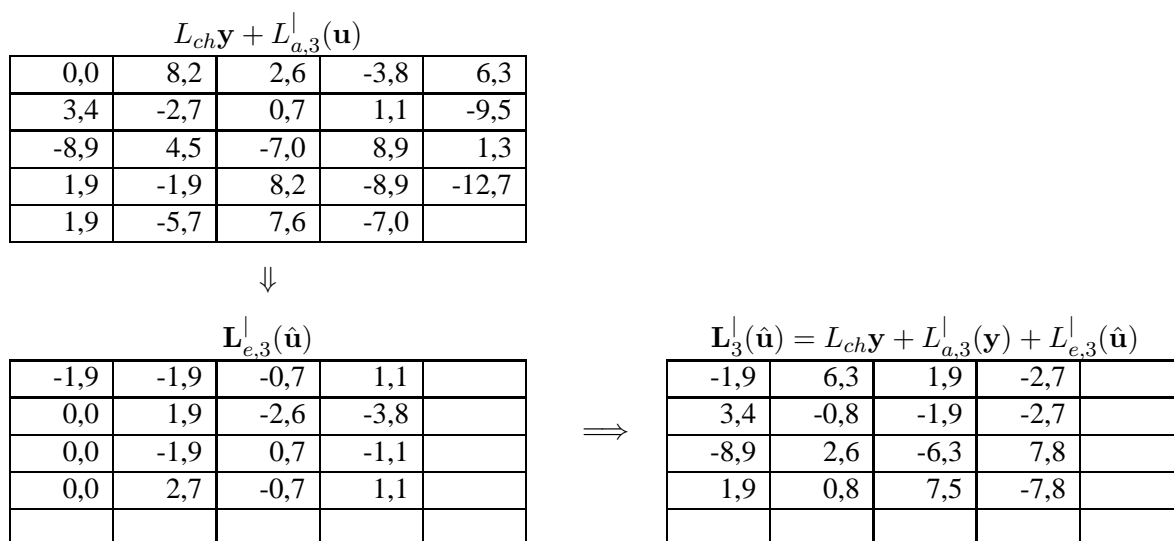 L_{ch}y + L^{|}_{a,3}(u)
0,0 8,2 2,6 -3,8 6,3
3,4 -2,7 0,7 1,1 -9,5
-8,9 4,5 -7,0 8,9 1,3
1,9 -1,9 8,2 -8,9 -12,7
1,9 -5,7 7,6 -7,0
⇓
L^{|}_{e,3}(û)
-1,9 -1,9 -0,7 1,1
0,0 1,9 -2,6 -3,8
0,0 -1,9 0,7 -1,1
0,0 2,7 -0,7 1,1
⟹
L^{|}_{3}(û) = L_{ch}y + L^{|}_{a,3}(y) + L^{|}_{e,3}(û)
-1,9 6,3 1,9 -2,7
3,4 -0,8 -1,9 -2,7
-8,9 2,6 -6,3 7,8
1,9 0,8 7,5 -7,8